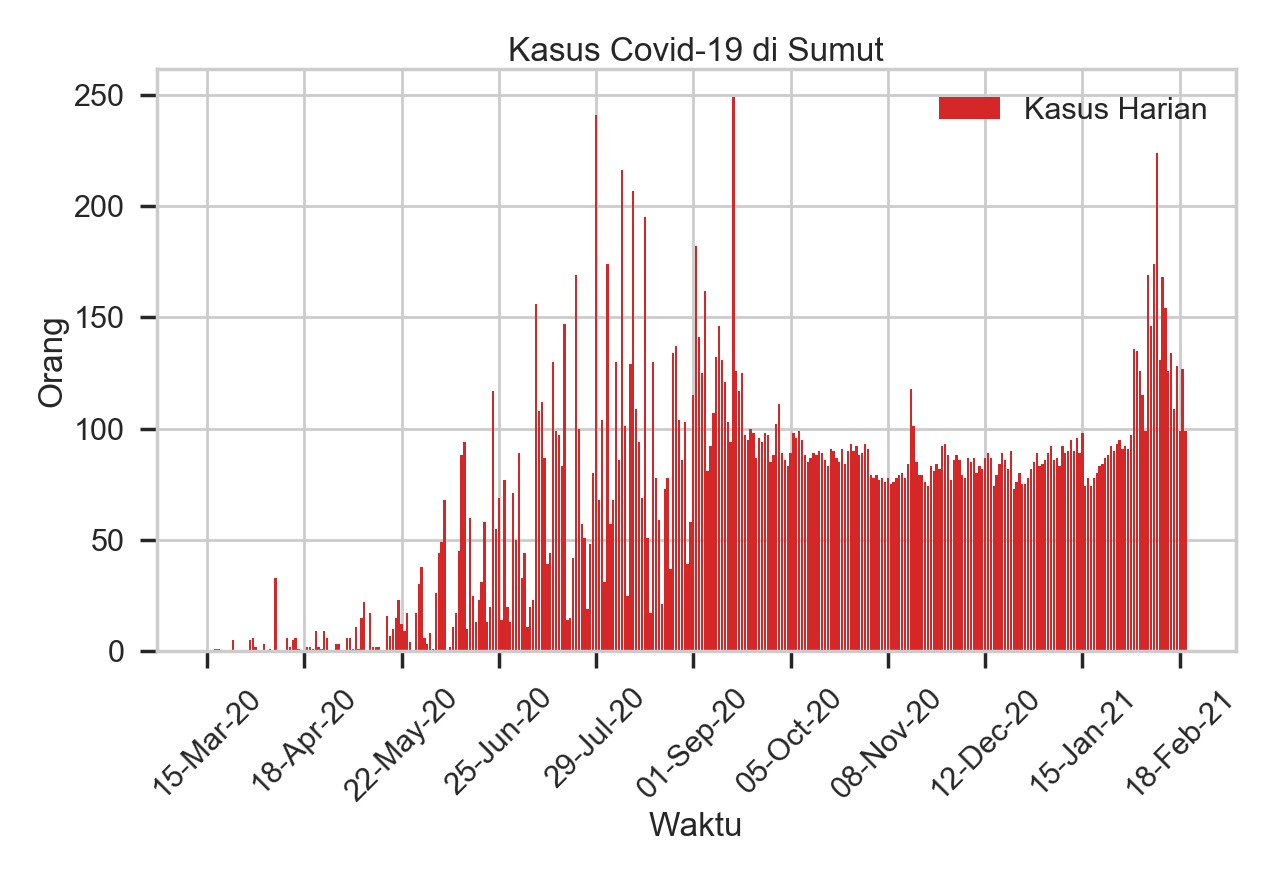 Kasus Covid-19 di Sumut
Kasus Harian
Orang
250
200
150
100
50
0
15-Mar-20
18-Apr-20
22-May-20
25-Jun-20
29-Jul-20
01-Sep-20
05-Oct-20
08-Nov-20
12-Dec-20
15-Jan-21
18-Feb-21
Waktu